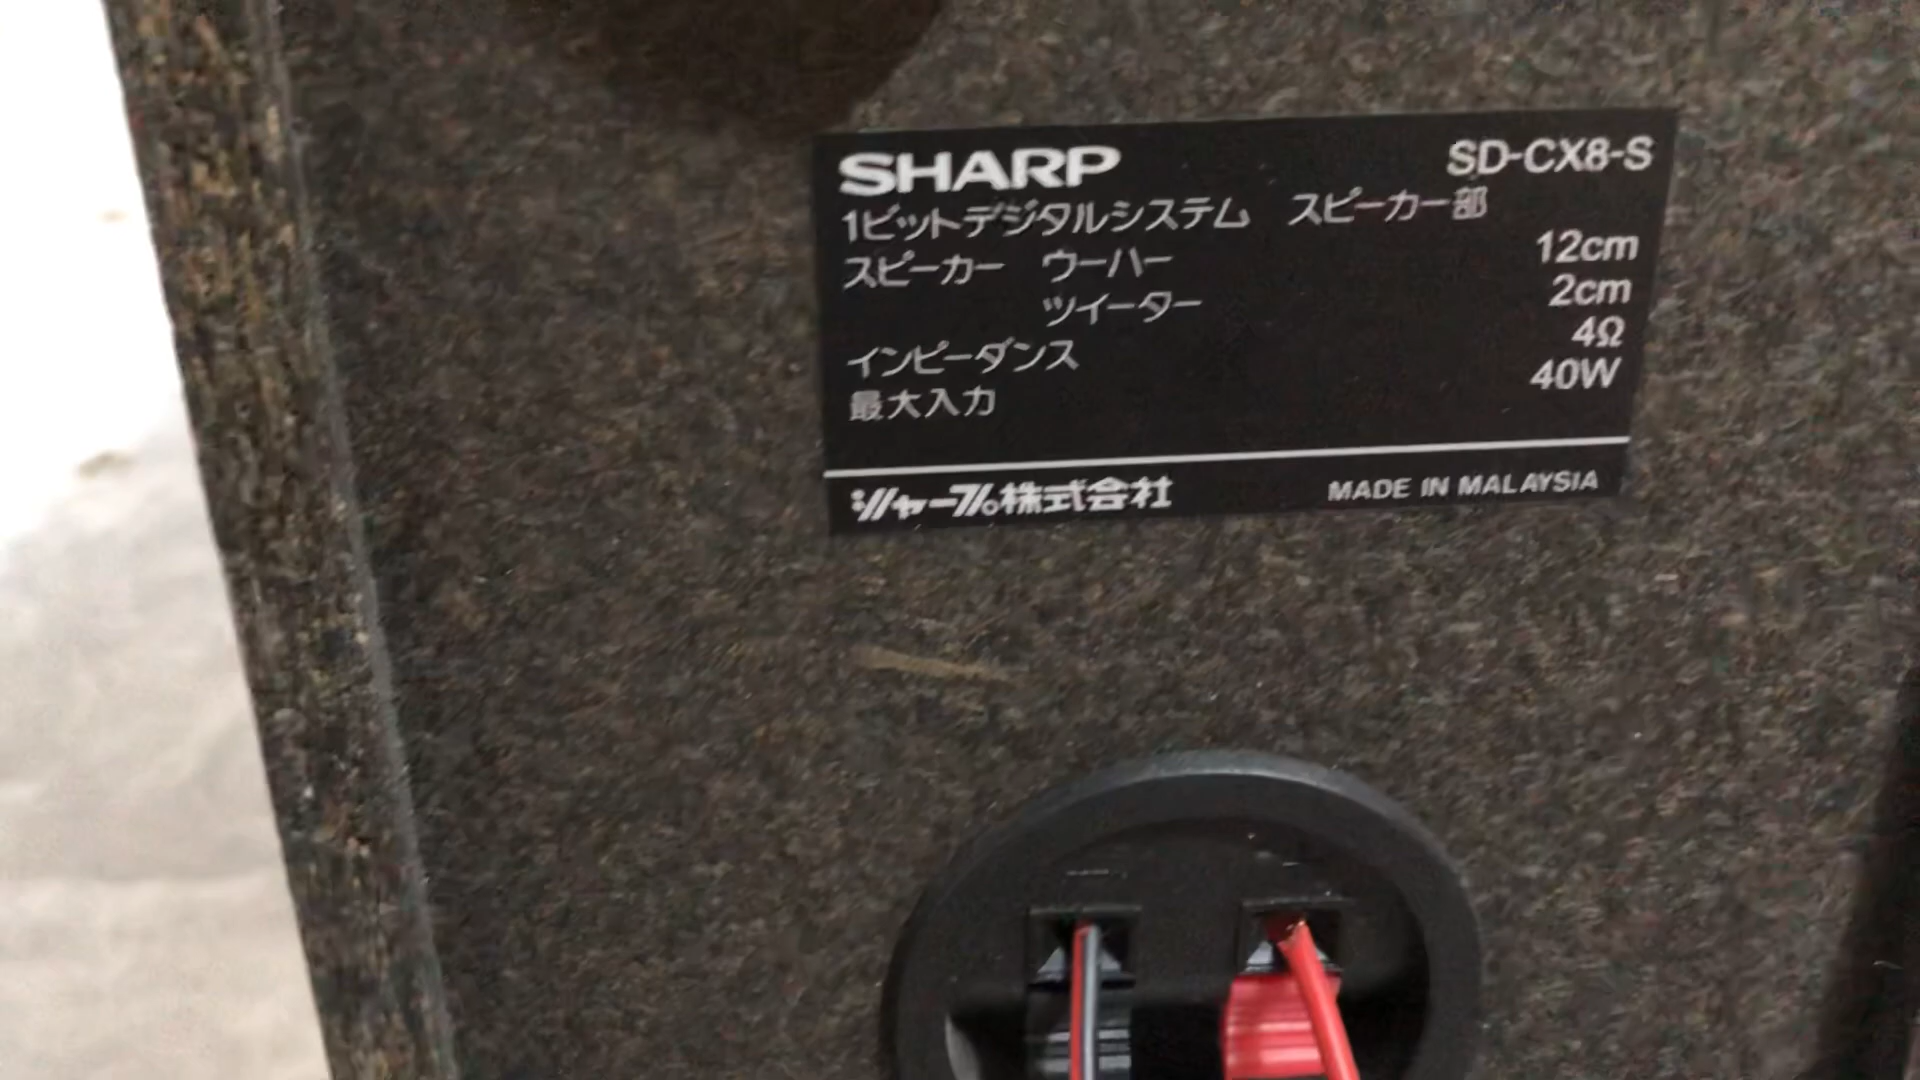 SHARP SD-CX8-S
1ビットデジタルシステム スピーカー部
スピーカー ウーハー 12cm
ツイーター 2cm
インピーダンス 4Ω
最大入力 40W
シャープ株式会社 MADE IN MALAYSIA